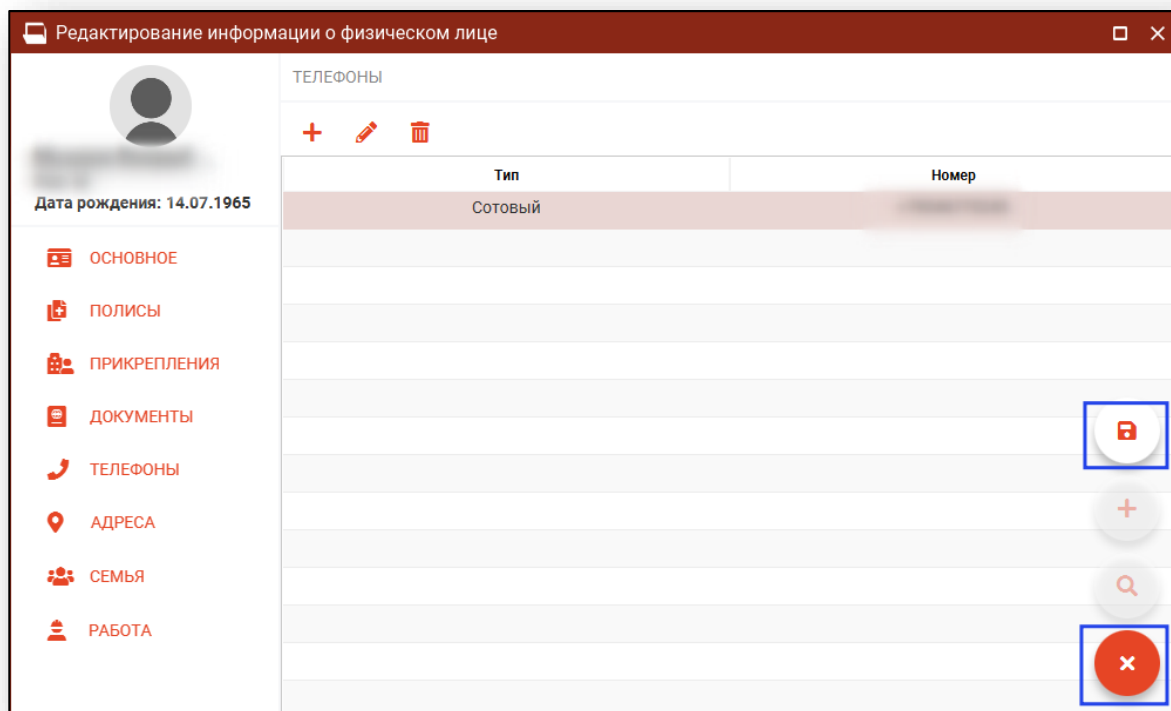 Редактирование информации о физическом лице
ТЕЛЕФОНЫ
Дата рождения: 14.07.1965
Тип Номер
Сотовый
ОСНОВНОЕ
ПОЛИСЫ
ПРИКРЕПЛЕНИЯ
ДОКУМЕНТЫ
ТЕЛЕФОНЫ
АДРЕСА
СЕМЬЯ
РАБОТА